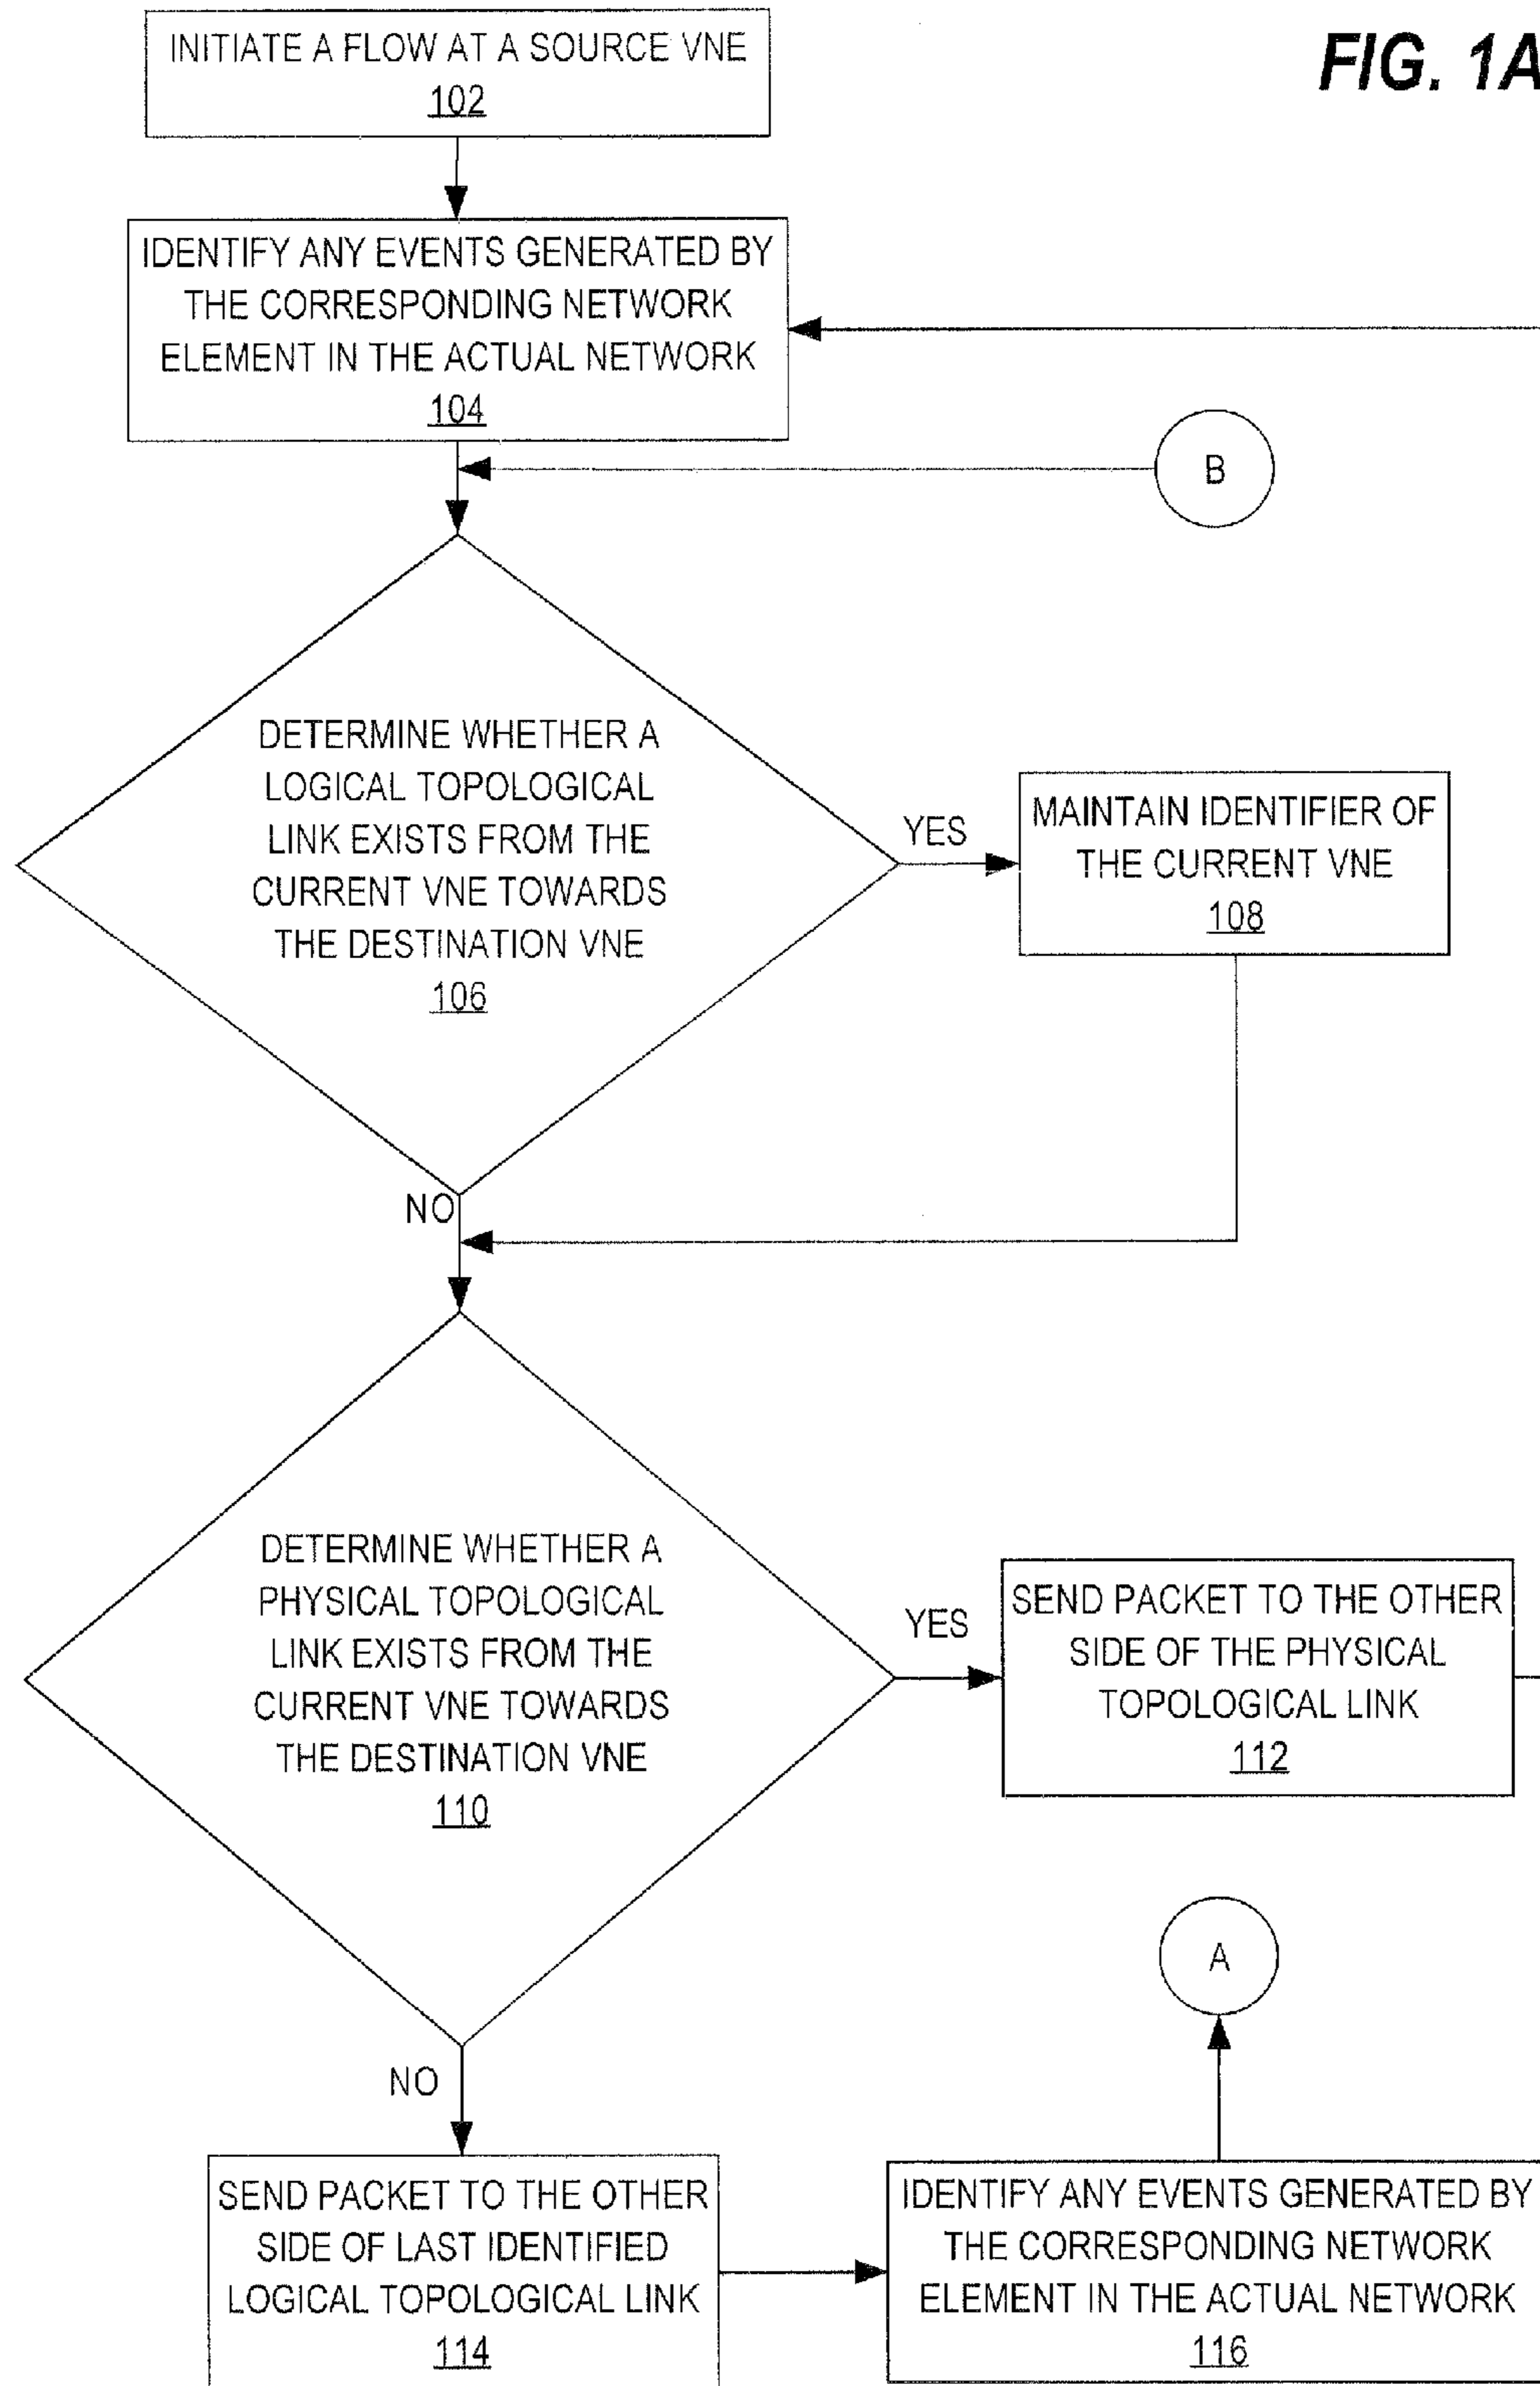 FIG. 1A
INITIATE A FLOW AT A SOURCE VNE
102
IDENTIFY ANY EVENTS GENERATED BY
THE CORRESPONDING NETWORK
ELEMENT IN THE ACTUAL NETWORK
104
B
DETERMINE WHETHER A
LOGICAL TOPOLOGICAL
LINK EXISTS FROM THE
CURRENT VNE TOWARDS
THE DESTINATION VNE
106
YES
MAINTAIN IDENTIFIER OF
THE CURRENT VNE
108
NO
DETERMINE WHETHER A
PHYSICAL TOPOLOGICAL
LINK EXISTS FROM THE
CURRENT VNE TOWARDS
THE DESTINATION VNE
110
YES
SEND PACKET TO THE OTHER
SIDE OF THE PHYSICAL
TOPOLOGICAL LINK
112
A
NO
SEND PACKET TO THE OTHER
SIDE OF LAST IDENTIFIED
LOGICAL TOPOLOGICAL LINK
114
IDENTIFY ANY EVENTS GENERATED BY
THE CORRESPONDING NETWORK
ELEMENT IN THE ACTUAL NETWORK
116